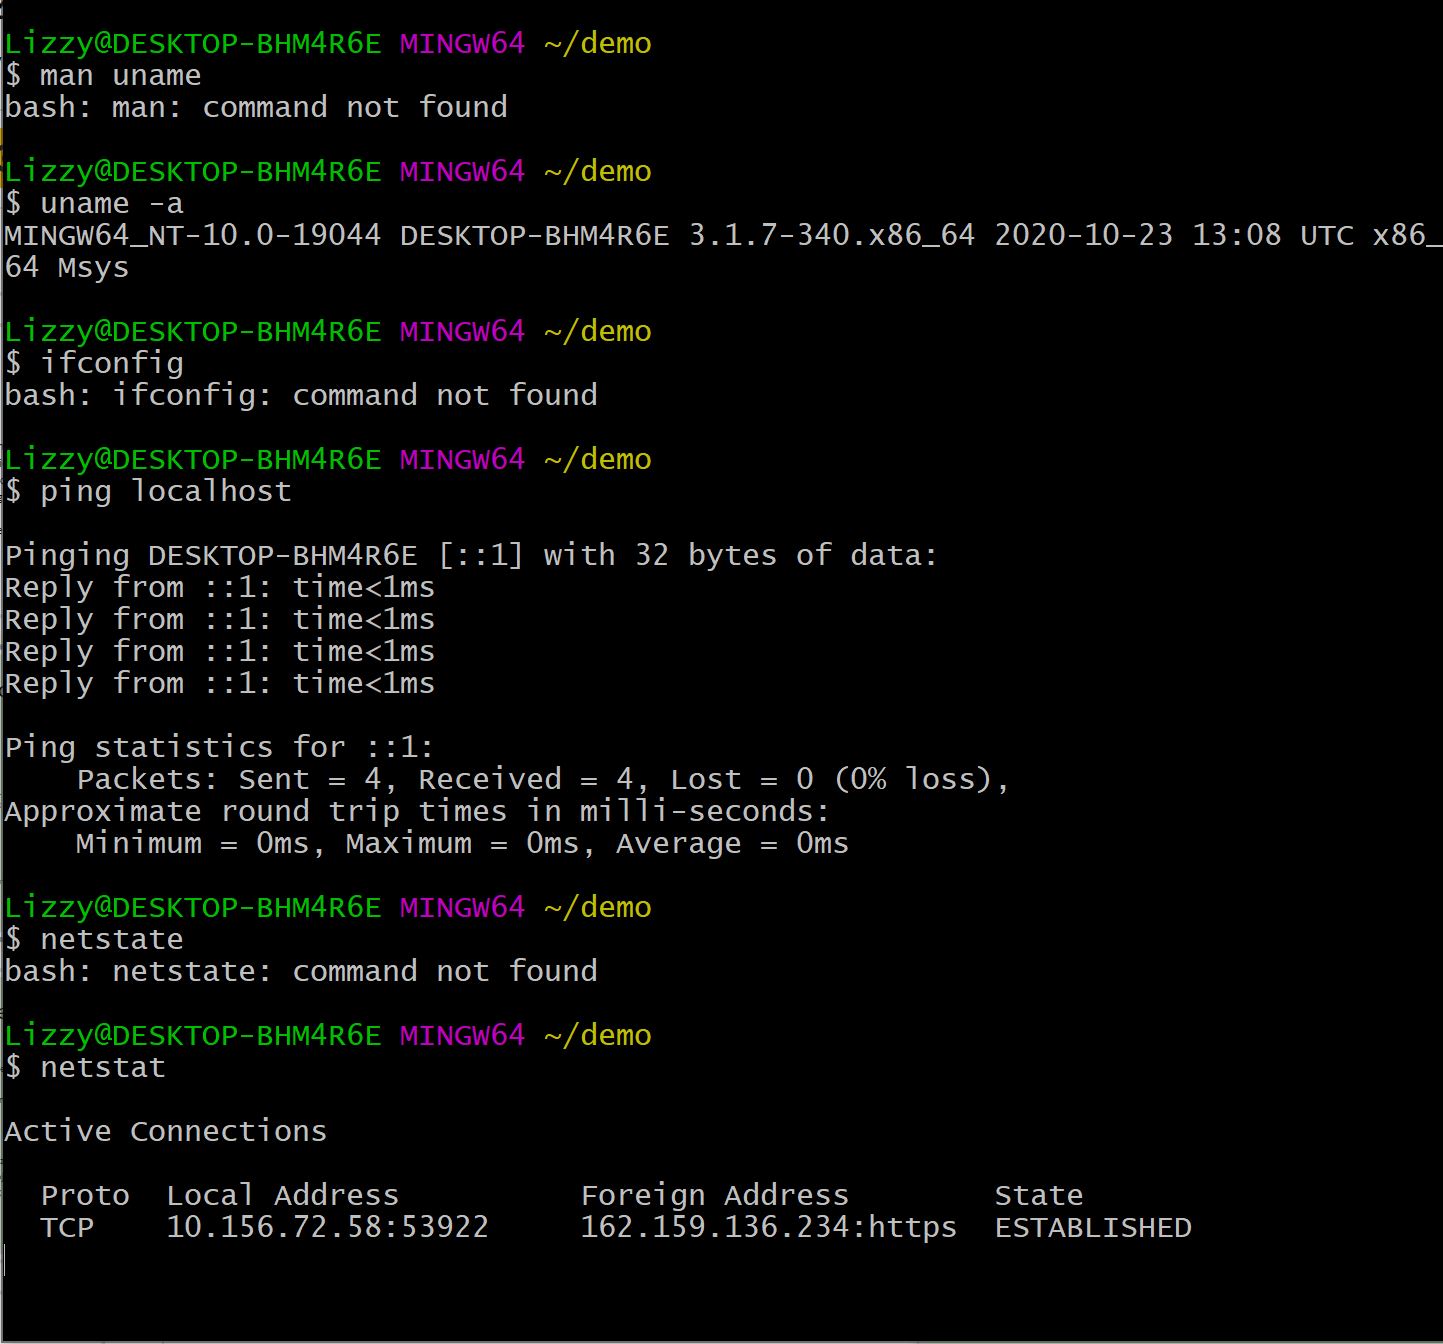 Lizzy@DESKTOP-BHM4R6E MINGW64 ~/demo
$ man uname
bash: man: command not found
Lizzy@DESKTOP-BHM4R6E MINGW64 ~/demo
$ uname -a
MINGW64_NT-10.0-19044 DESKTOP-BHM4R6E 3.1.7-340.x86_64 2020-10-23 13:08 UTC x86_
64 Msys
Lizzy@DESKTOP-BHM4R6E MINGW64 ~/demo
$ ifconfig
bash: ifconfig: command not found
Lizzy@DESKTOP-BHM4R6E MINGW64 ~/demo
$ ping localhost
Pinging DESKTOP-BHM4R6E [::1] with 32 bytes of data:
Reply from ::1: time<1ms
Reply from ::1: time<1ms
Reply from ::1: time<1ms
Reply from ::1: time<1ms
Ping statistics for ::1:
    Packets: Sent = 4, Received = 4, Lost = 0 (0% loss),
Approximate round trip times in milli-seconds:
    Minimum = 0ms, Maximum = 0ms, Average = 0ms
Lizzy@DESKTOP-BHM4R6E MINGW64 ~/demo
$ netstate
bash: netstate: command not found
Lizzy@DESKTOP-BHM4R6E MINGW64 ~/demo
$ netstat
Active Connections
  Proto  Local Address          Foreign Address        State
  TCP    10.156.72.58:53922     162.159.136.234:https  ESTABLISHED